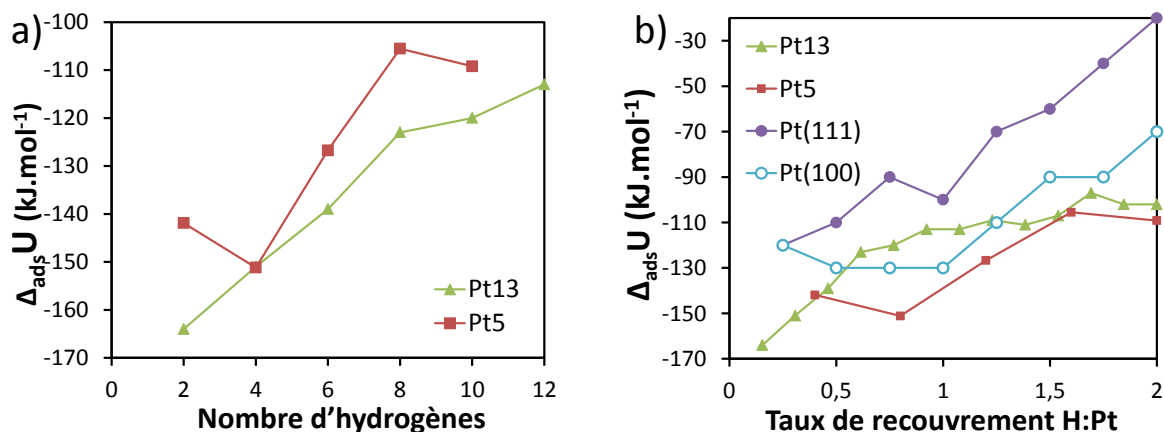 a)
-100
-110
-120
-130
-140
-150
-160
-170
0 2 4 6 8 10 12
Δads U (kJ.mol-1)
Nombre d’hydrogènes
Pt13
Pt5
b)
-30
-50
-70
-90
-110
-130
-150
-170
0 0,5 1 1,5 2
Δads U (kJ.mol-1)
Taux de recouvrement H:Pt
Pt13
Pt5
Pt(111)
Pt(100)